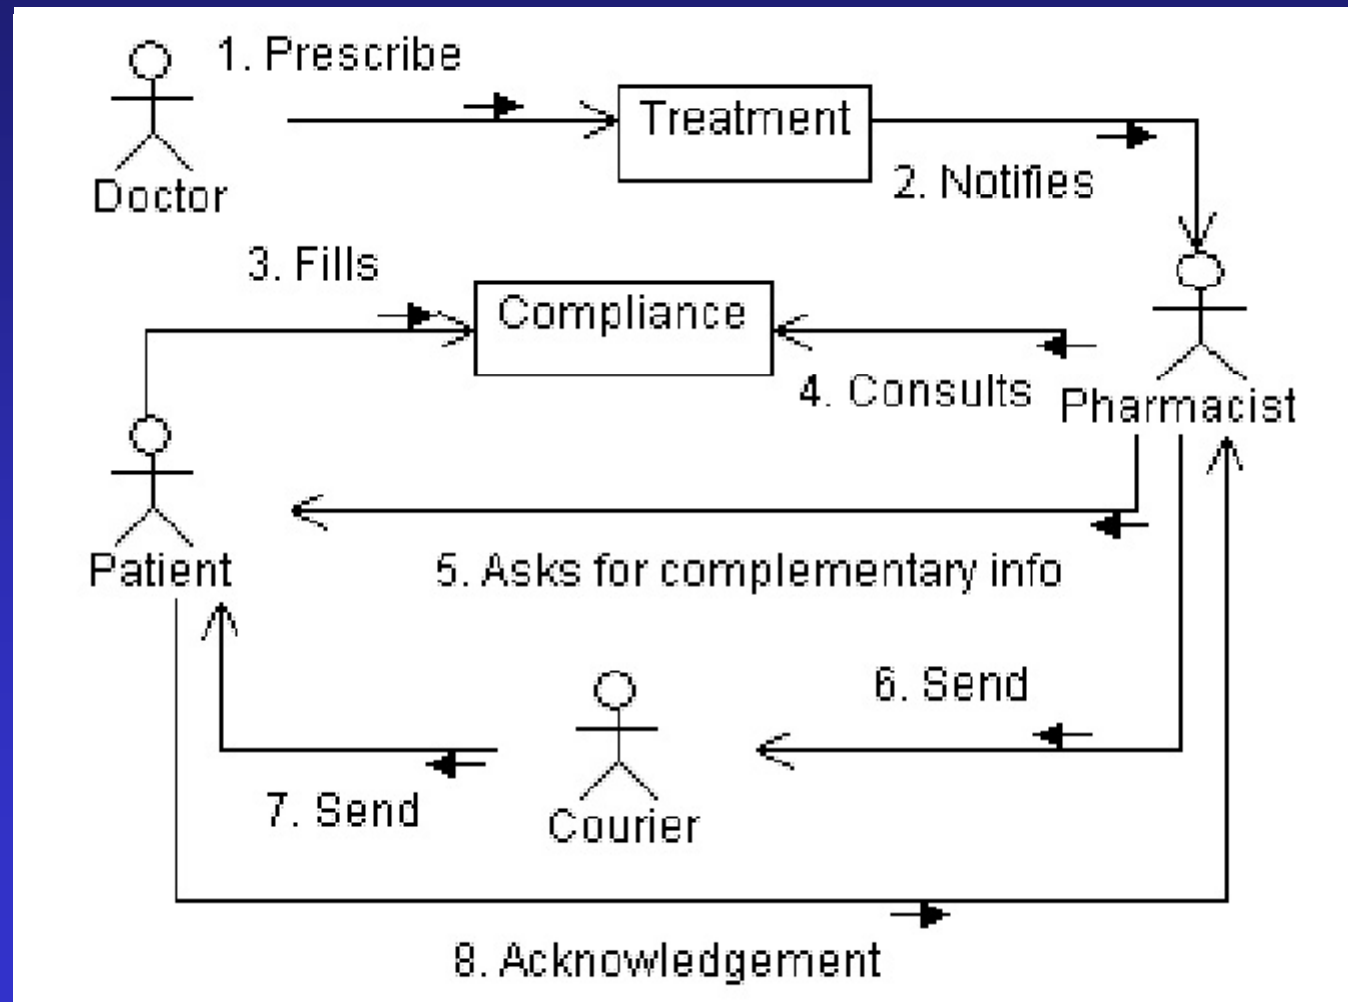 1. Prescribe
Treatment
Doctor
2. Notifies
3. Fills
Compliance
4. Consults
Pharmacist
Patient
5. Asks for complementary info
6. Send
7. Send
Courier
8. Acknowledgement